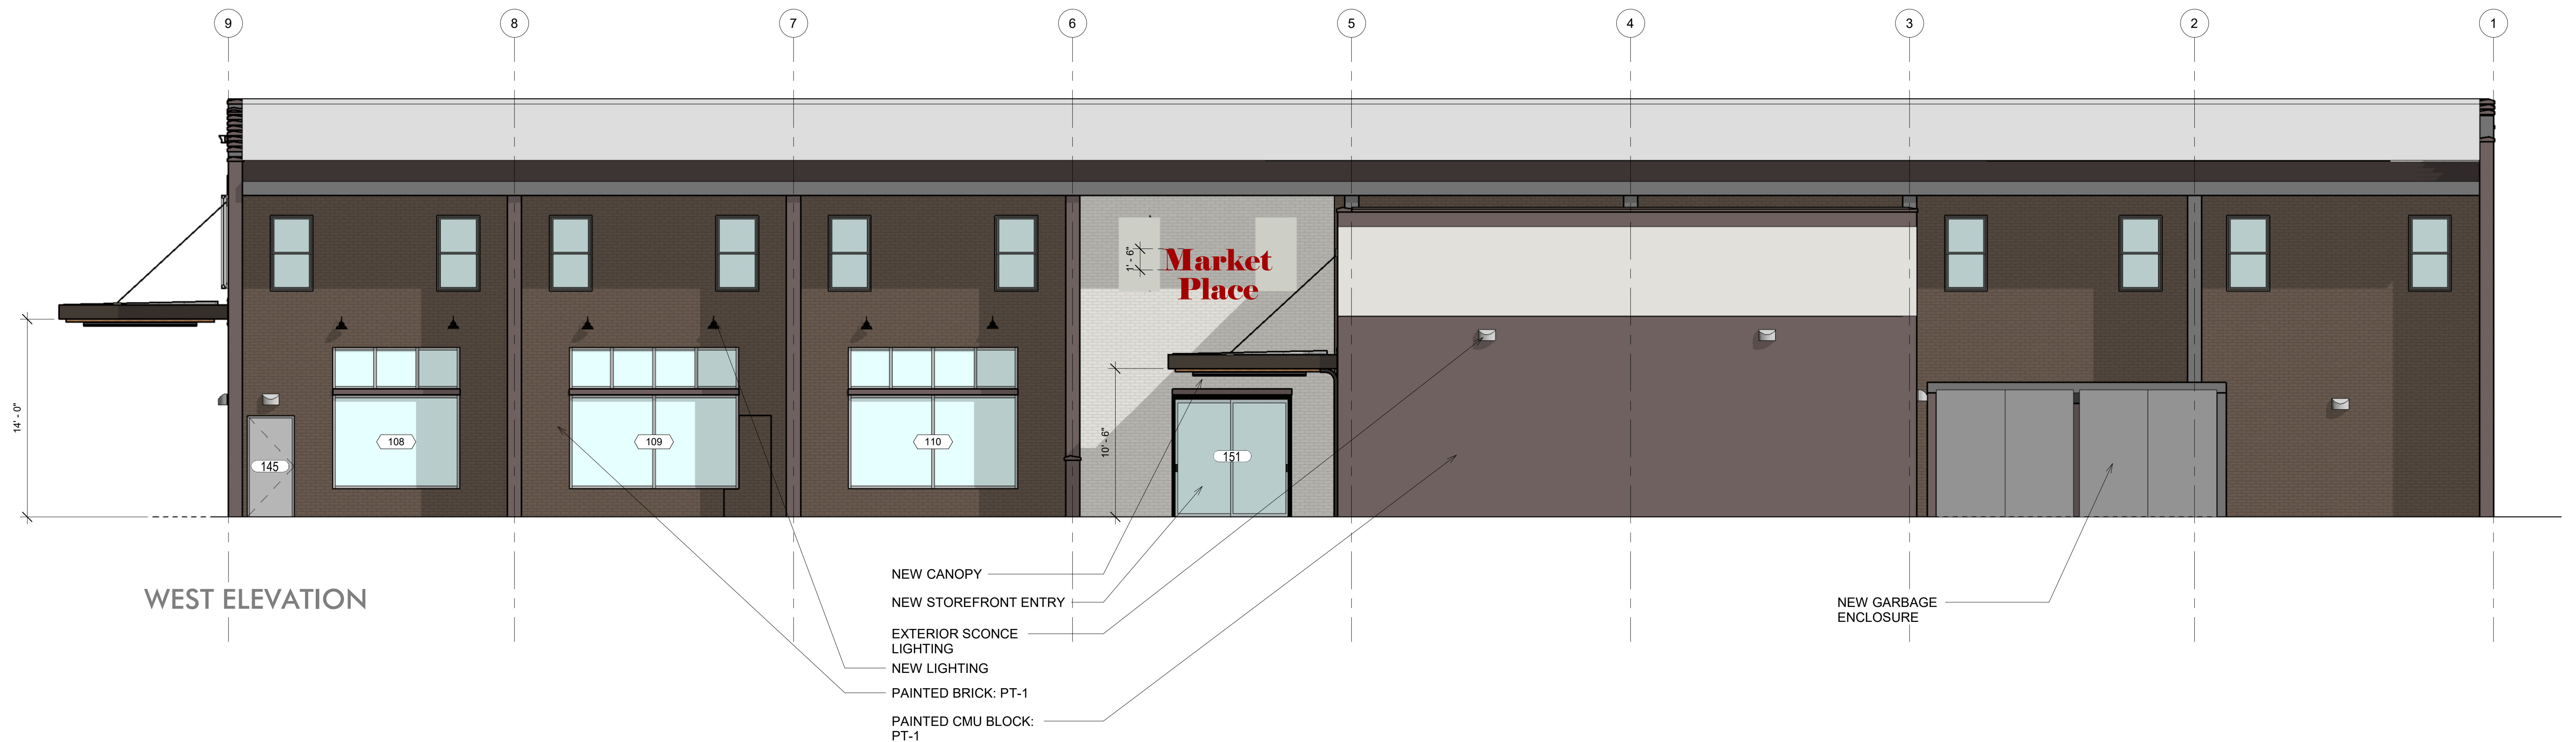 9 8 7 6 5 4 3 2 1
Market
Place
1' - 6"
14' - 0"
10' - 6"
145
108
109
110
151
WEST ELEVATION
NEW CANOPY
NEW STOREFRONT ENTRY
EXTERIOR SCONCE
LIGHTING
NEW LIGHTING
PAINTED BRICK: PT-1
PAINTED CMU BLOCK:
PT-1
NEW GARBAGE
ENCLOSURE